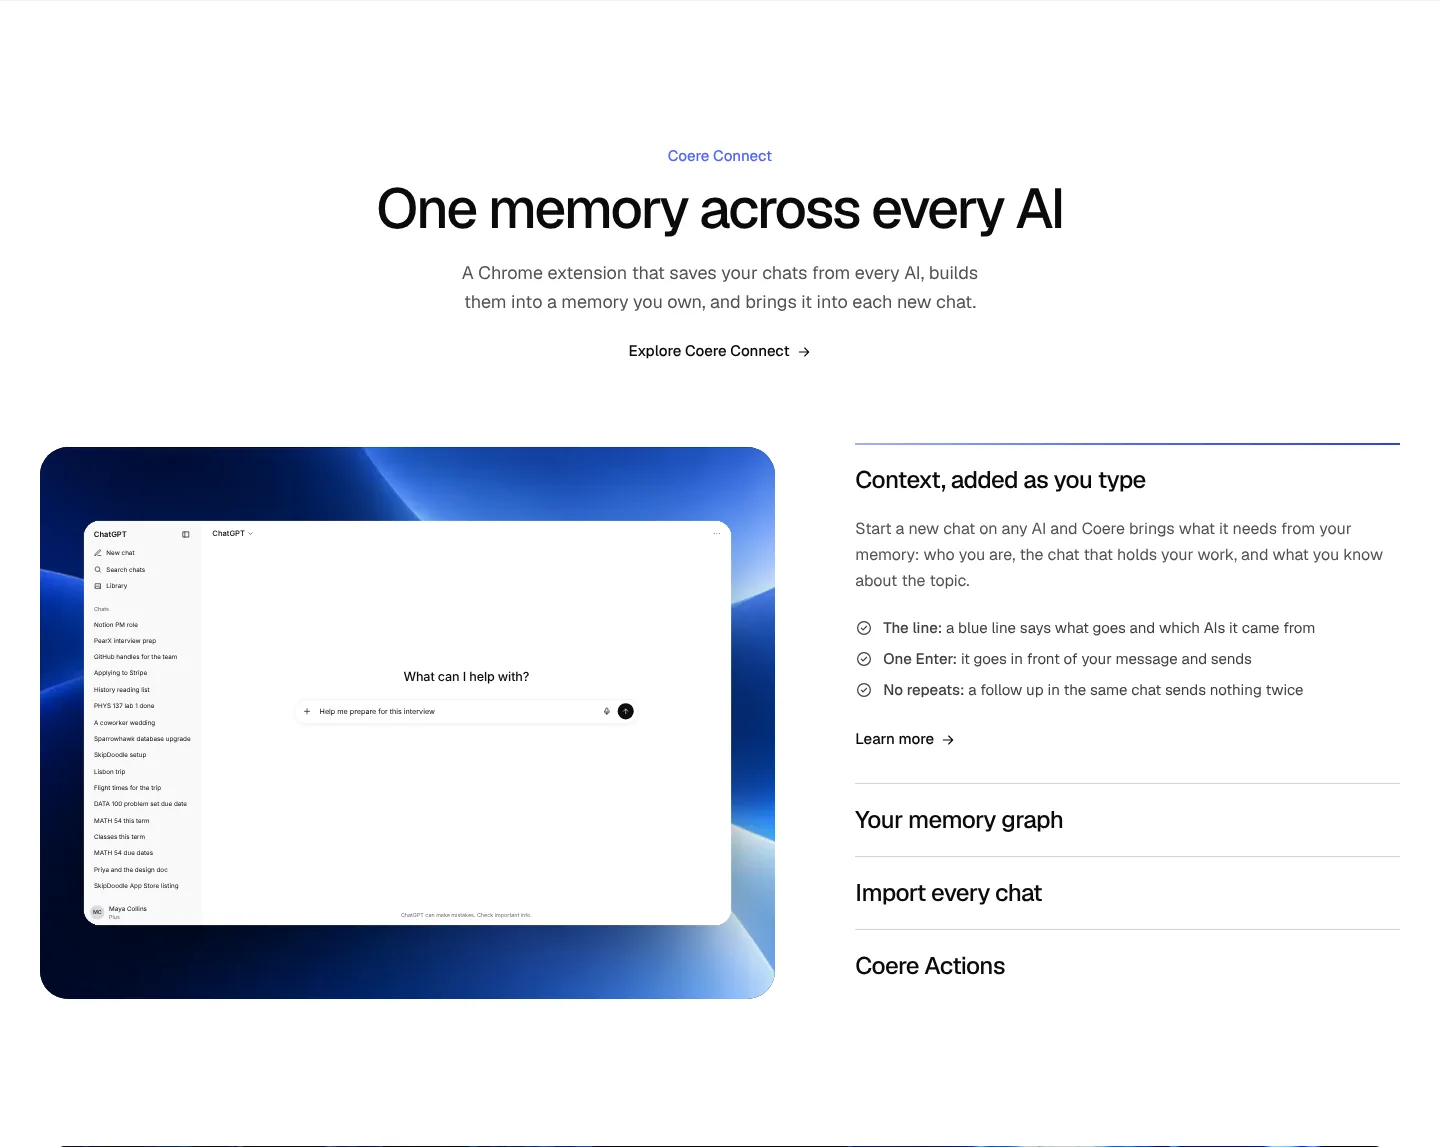 Coere Connect
One memory across every AI
A Chrome extension that saves your chats from every AI, builds
them into a memory you own, and brings it into each new chat.
Explore Coere Connect →
ChatGPT
New chat
Search chats
Library
Chats
Notion PM role
PearX interview prep
GitHub handles for the team
Applying to Stripe
History reading list
PHYS 137 lab 1 done
A coworker wedding
Sparrowhawk database upgrade
SkipDoodle setup
Lisbon trip
Flight times for the trip
DATA 100 problem set due date
MATH 54 this term
Classes this term
MATH 54 due dates
Priya and the design doc
SkipDoodle App Store listing
MC
Maya Collins
Plus
ChatGPT
What can I help with?
Help me prepare for this interview
ChatGPT can make mistakes. Check important info.
Context, added as you type
Start a new chat on any AI and Coere brings what it needs from your
memory: who you are, the chat that holds your work, and what you know
about the topic.
The line: a blue line says what goes and which AIs it came from
One Enter: it goes in front of your message and sends
No repeats: a follow up in the same chat sends nothing twice
Learn more →
Your memory graph
Import every chat
Coere Actions